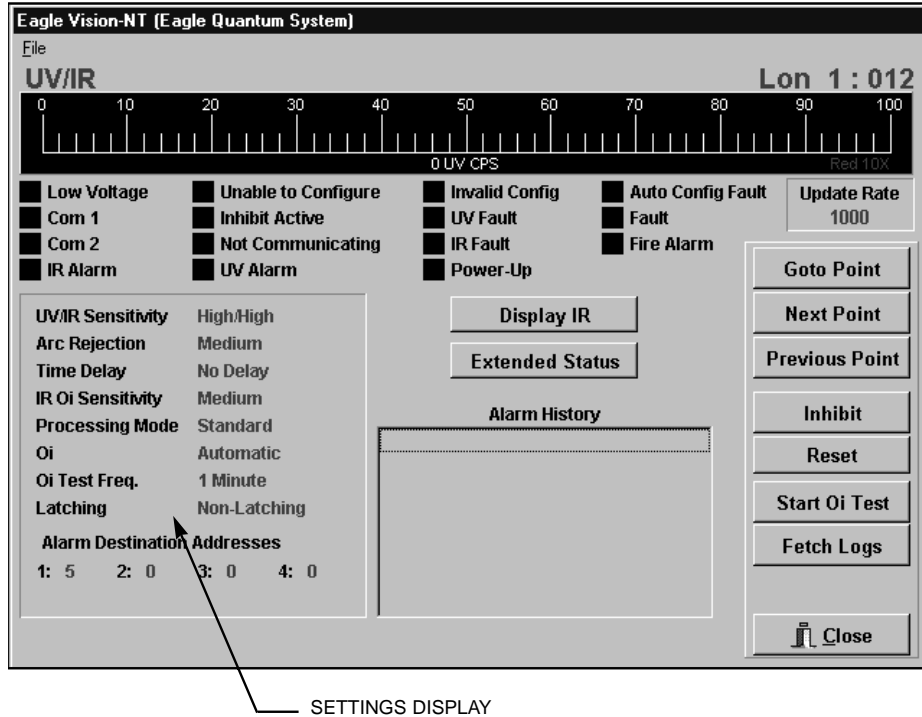 Eagle Vision-NT (Eagle Quantum System)
File
UV/IR Lon 1 : 012
0 10 20 30 40 50 60 70 80 90 100
0 UV CPS Red 10X
Low Voltage Unable to Configure Invalid Config Auto Config Fault
Com 1 Inhibit Active UV Fault Fault
Com 2 Not Communicating IR Fault Fire Alarm
IR Alarm UV Alarm Power-Up
Update Rate
1000
UV/IR Sensitivity High/High
Arc Rejection Medium
Time Delay No Delay
IR Oi Sensitivity Medium
Processing Mode Standard
Oi Automatic
Oi Test Freq. 1 Minute
Latching Non-Latching
Alarm Destination Addresses
1: 5 2: 0 3: 0 4: 0
Display IR
Extended Status
Alarm History
Goto Point
Next Point
Previous Point
Inhibit
Reset
Start Oi Test
Fetch Logs
Close
SETTINGS DISPLAY